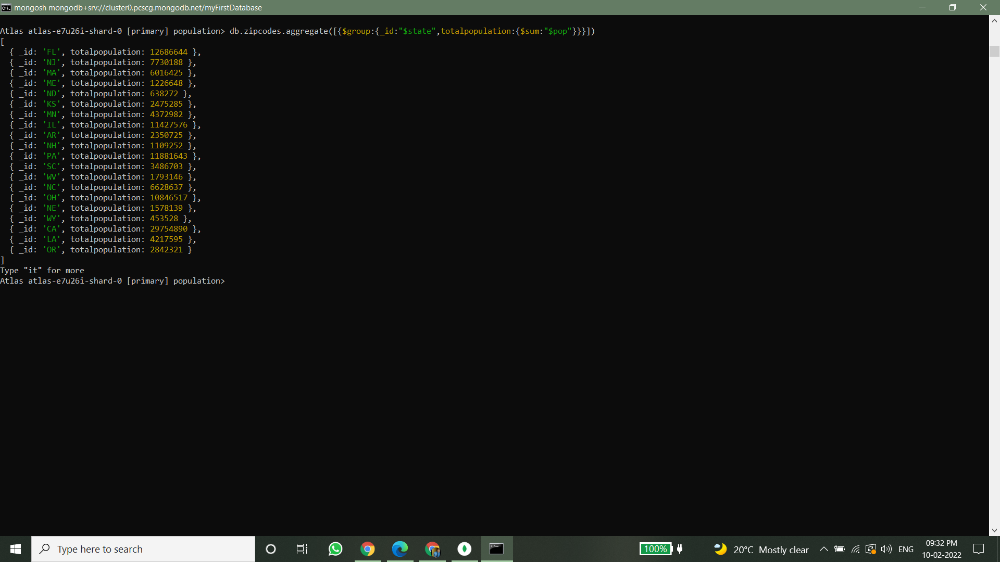 mongosh mongodb+srv://cluster0.pcscg.mongodb.net/myFirstDatabase
Atlas atlas-e7u26i-shard-0 [primary] population> db.zipcodes.aggregate([{$group:{_id:"$state",totalpopulation:{$sum:"$pop"}}}])
[
  { _id: 'FL', totalpopulation: 12686644 },
  { _id: 'NJ', totalpopulation: 7730188 },
  { _id: 'MA', totalpopulation: 6016425 },
  { _id: 'ME', totalpopulation: 1226648 },
  { _id: 'ND', totalpopulation: 638272 },
  { _id: 'KS', totalpopulation: 2475285 },
  { _id: 'MN', totalpopulation: 4372982 },
  { _id: 'IL', totalpopulation: 11427576 },
  { _id: 'AR', totalpopulation: 2350725 },
  { _id: 'NH', totalpopulation: 1109252 },
  { _id: 'PA', totalpopulation: 11881643 },
  { _id: 'SC', totalpopulation: 3486703 },
  { _id: 'WV', totalpopulation: 1793146 },
  { _id: 'NC', totalpopulation: 6628637 },
  { _id: 'OH', totalpopulation: 10846517 },
  { _id: 'NE', totalpopulation: 1578139 },
  { _id: 'WY', totalpopulation: 453528 },
  { _id: 'CA', totalpopulation: 29754890 },
  { _id: 'LA', totalpopulation: 4217595 },
  { _id: 'OR', totalpopulation: 2842321 }
]
Type "it" for more
Atlas atlas-e7u26i-shard-0 [primary] population>
Type here to search
100%
20°C Mostly clear
ENG
09:32 PM
10-02-2022